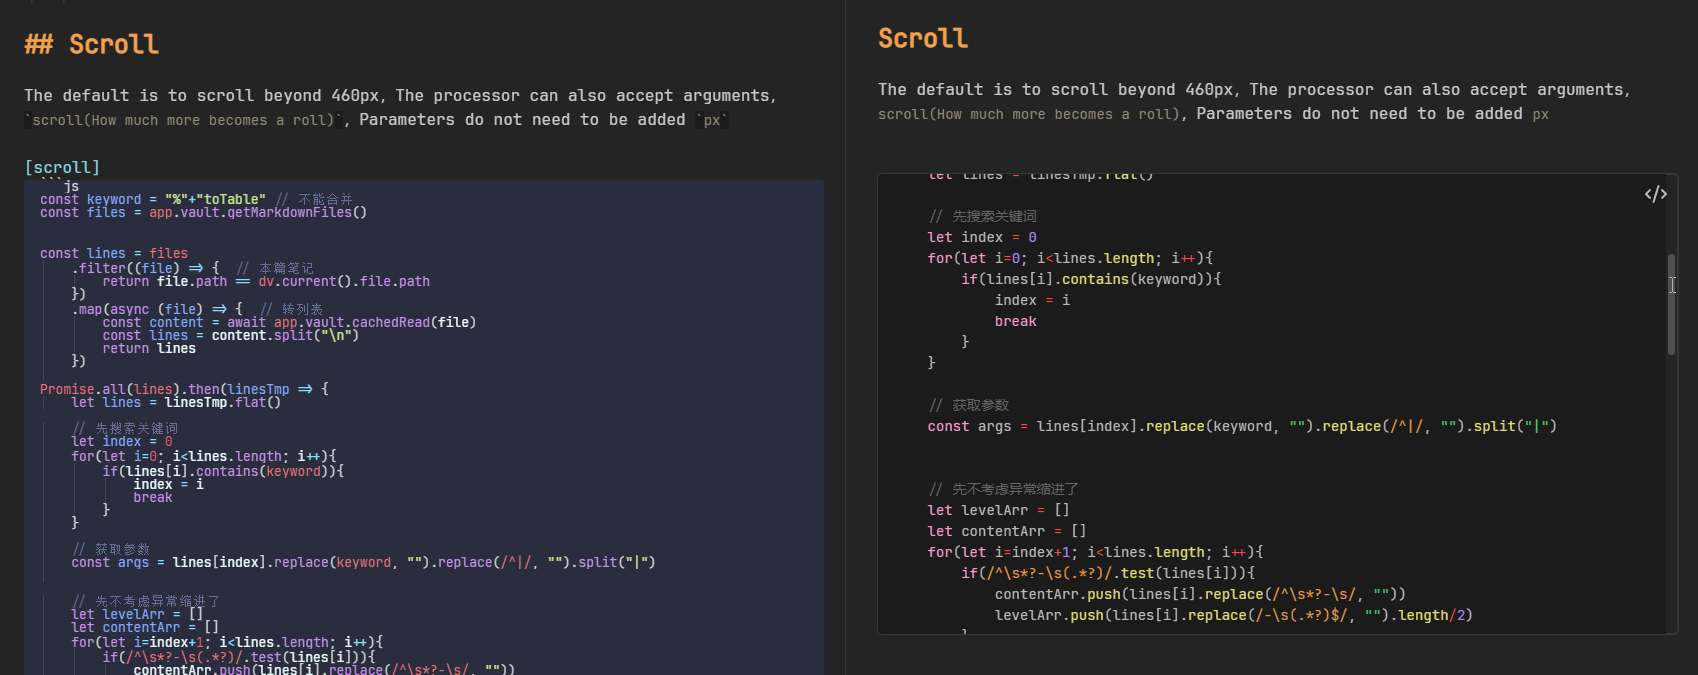 ## Scroll
The default is to scroll beyond 460px, The processor can also accept arguments,
`scroll(How much more becomes a roll)`, Parameters do not need to be added `px`
[scroll]
```js
const keyword = "%"+"toTable" // 不能合并
const files = app.vault.getMarkdownFiles()
const lines = files
.filter((file) => { // 本篇笔记
return file.path == dv.current().file.path
})
.map(async (file) => { // 转列表
const content = await app.vault.cachedRead(file)
const lines = content.split("\n")
return lines
})
Promise.all(lines).then(linesTmp => {
let lines = linesTmp.flat()
// 先搜索关键词
let index = 0
for(let i=0; i<lines.length; i++){
if(lines[i].contains(keyword)){
index = i
break
}
}
// 获取参数
const args = lines[index].replace(keyword, "").replace(/^|/, "").split("|")
// 先不考虑异常缩进了
let levelArr = []
let contentArr = []
for(let i=index+1; i<lines.length; i++){
if(/^\s*?-\s(.*?)/.test(lines[i])){
contentArr.push(lines[i].replace(/^\s*?-\s/, ""))
Scroll
The default is to scroll beyond 460px, The processor can also accept arguments,
scroll(How much more becomes a roll), Parameters do not need to be added px
let lines = linesTmp.flat()
</>
// 先搜索关键词
let index = 0
for(let i=0; i<lines.length; i++){
if(lines[i].contains(keyword)){
index = i
break
}
}
// 获取参数
const args = lines[index].replace(keyword, "").replace(/^|/, "").split("|")
// 先不考虑异常缩进了
let levelArr = []
let contentArr = []
for(let i=index+1; i<lines.length; i++){
if(/^\s*?-\s(.*?)/.test(lines[i])){
contentArr.push(lines[i].replace(/^\s*?-\s/, ""))
levelArr.push(lines[i].replace(/-\s(.*?)$/, "").length/2)
}